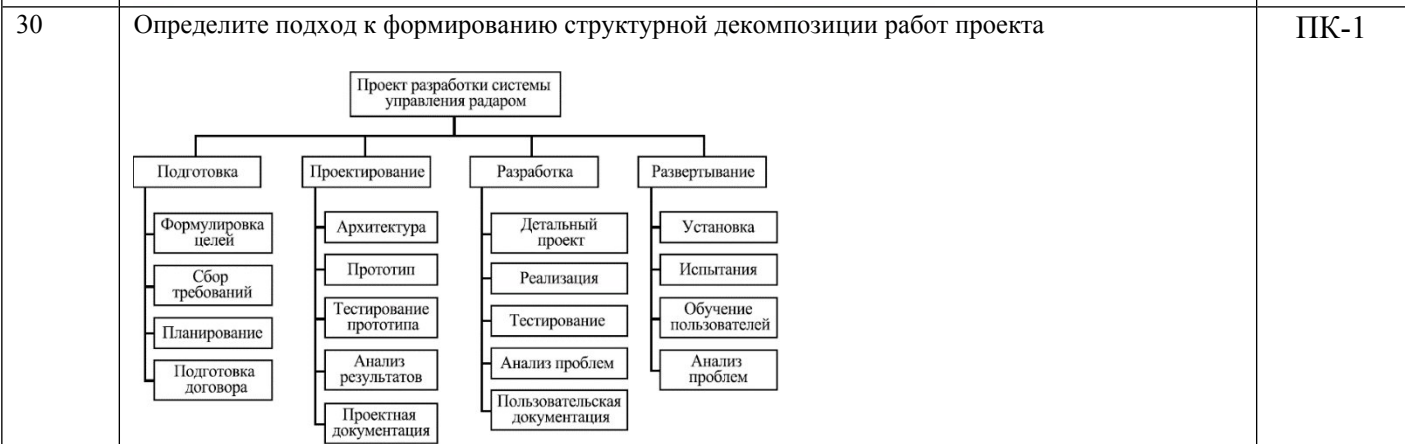 30
Определите подход к формированию структурной декомпозиции работ проекта
ПК-1
Проект разработки системы
управления радаром
Подготовка
Проектирование
Разработка
Развертывание
Формулировка
целей
Сбор
требований
Планирование
Подготовка
договора
Архитектура
Прототип
Тестирование
прототипа
Анализ
результатов
Проектная
документация
Детальный
проект
Реализация
Тестирование
Анализ проблем
Пользовательская
документация
Установка
Испытания
Обучение
пользователей
Анализ
проблем